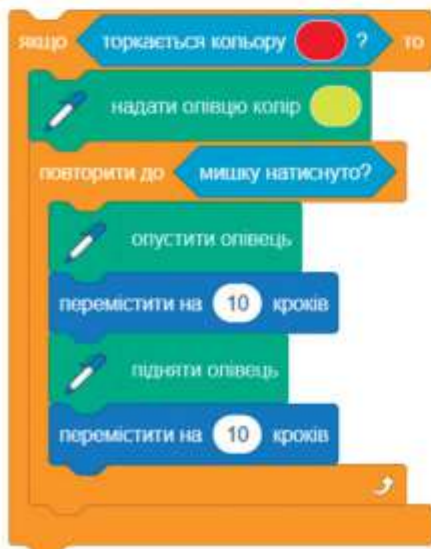 якщо торкається кольору ? то
надати олівцю колір
повторити до мишку натиснуто?
опустити олівець
перемістити на 10 кроків
підняти олівець
перемістити на 10 кроків